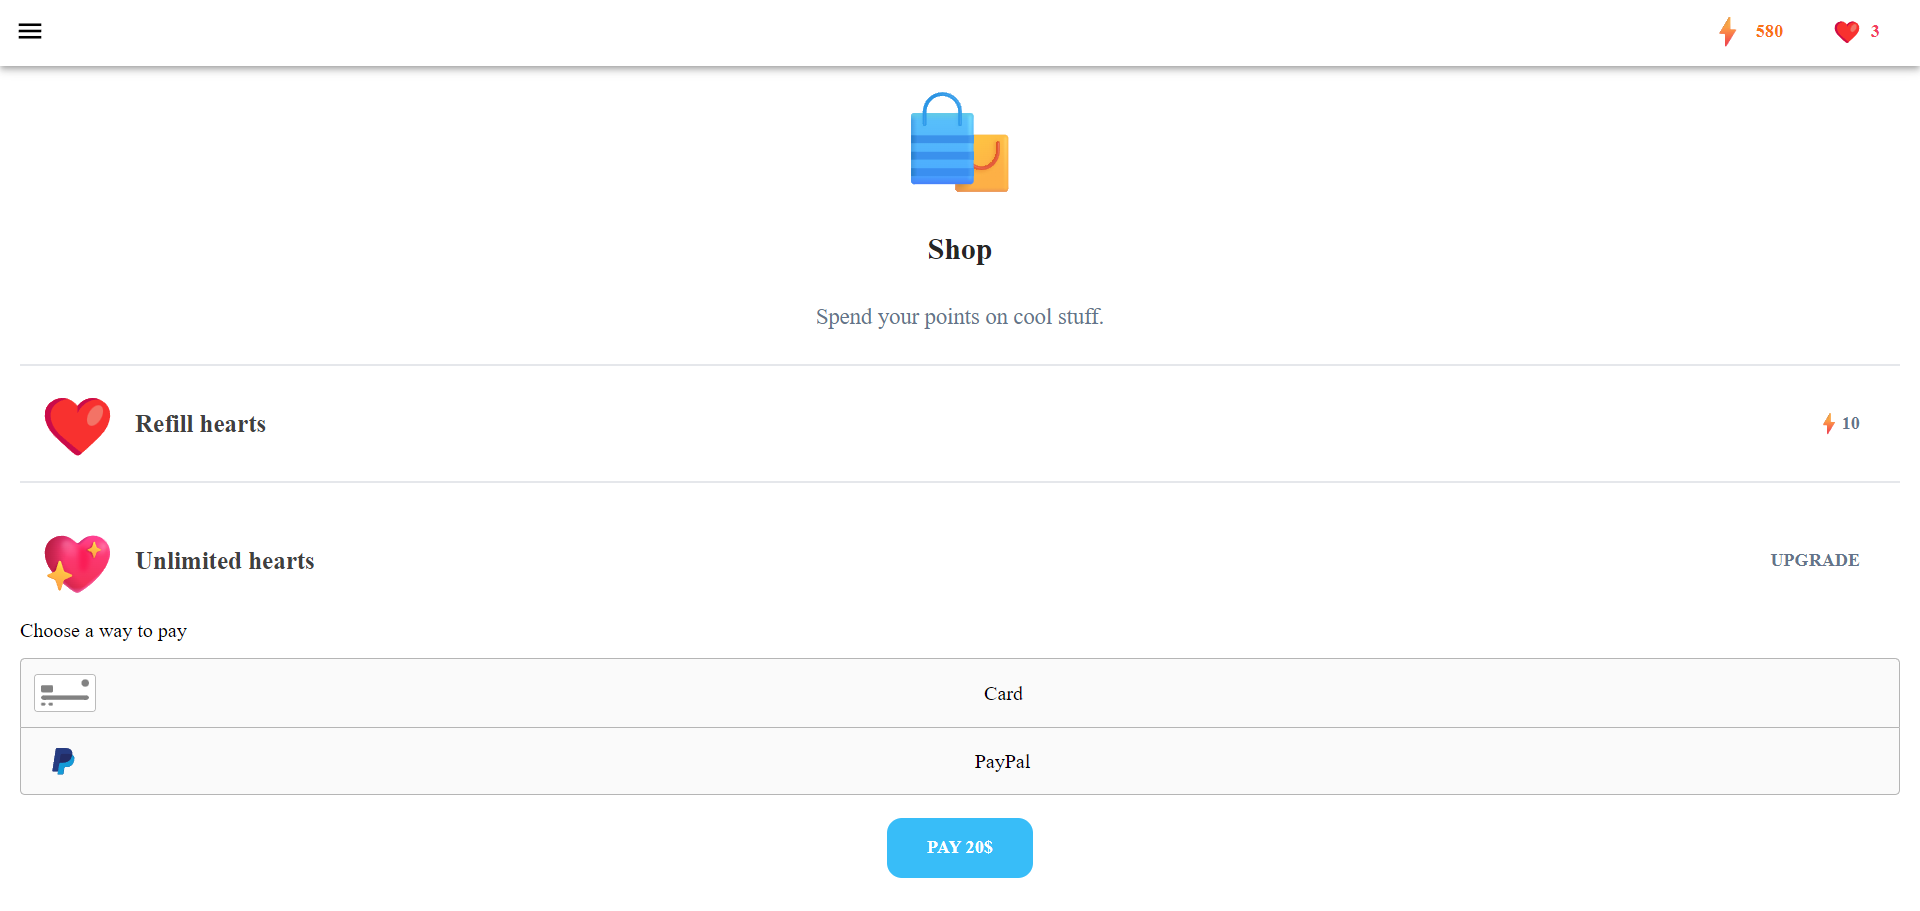 580
3
Shop
Spend your points on cool stuff.
Refill hearts
10
Unlimited hearts
UPGRADE
Choose a way to pay
Card
PayPal
PAY 20$